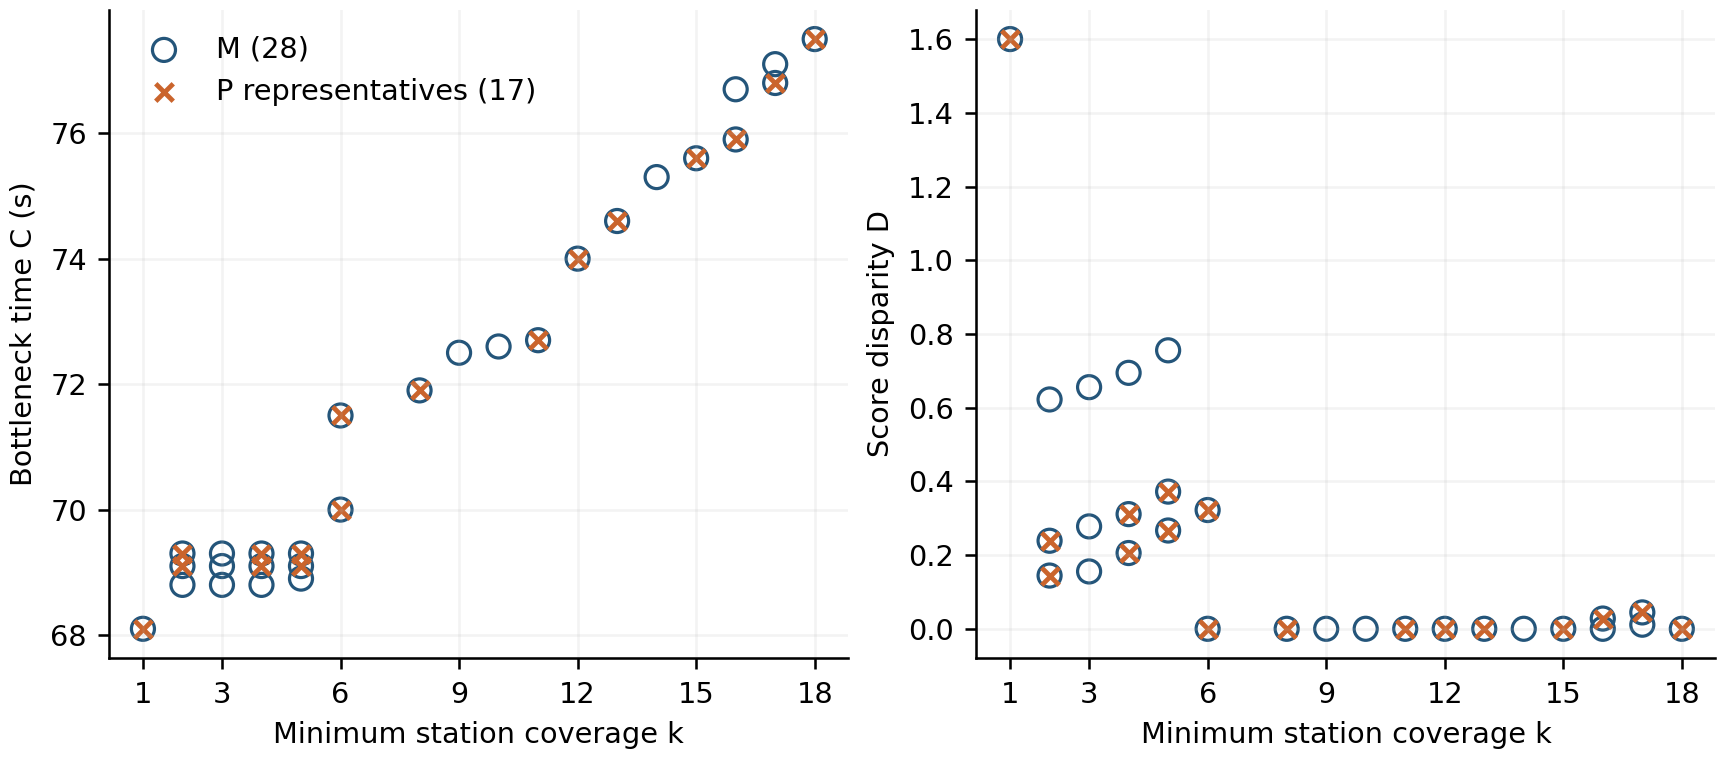 M (28)
P representatives (17)
Bottleneck time C (s)
76
74
72
70
68
1 3 6 9 12 15 18
Minimum station coverage k
Score disparity D
1.6
1.4
1.2
1.0
0.8
0.6
0.4
0.2
0.0
1 3 6 9 12 15 18
Minimum station coverage k